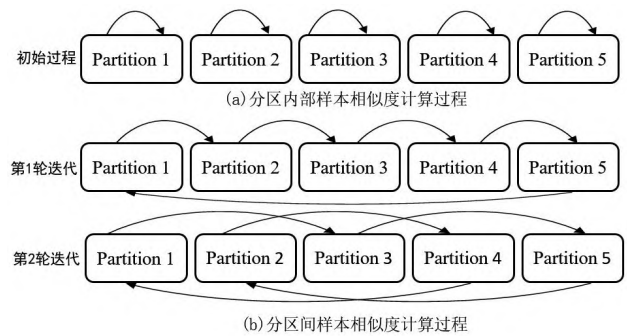 初始过程 Partition 1 Partition 2 Partition 3 Partition 4 Partition 5
(a)分区内部样本相似度计算过程
第1轮迭代 Partition 1 Partition 2 Partition 3 Partition 4 Partition 5
第2轮迭代 Partition 1 Partition 2 Partition 3 Partition 4 Partition 5
(b)分区间样本相似度计算过程